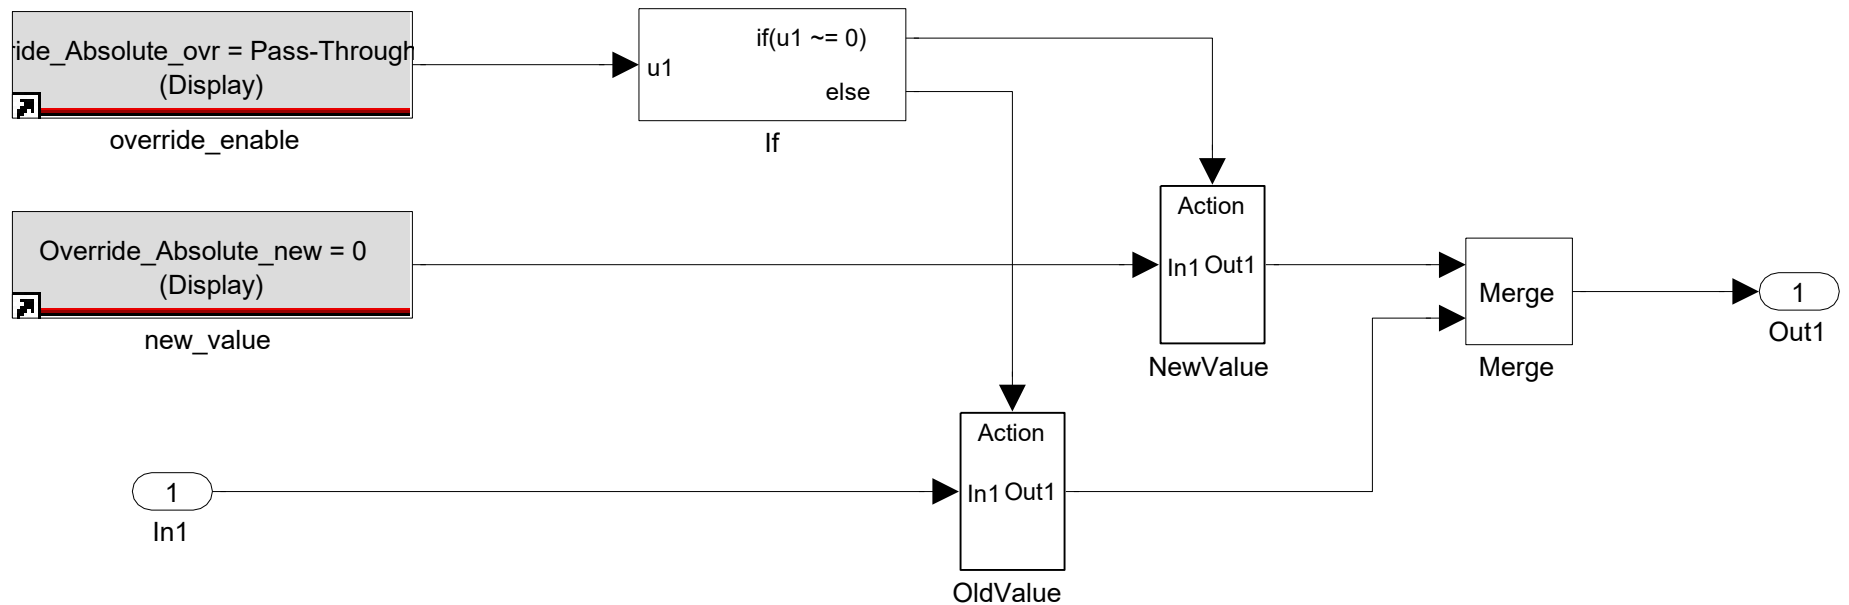 ride_Absolute_ovr = Pass-Through
(Display)
override_enable
u1
if(u1 ~= 0)
else
If
Override_Absolute_new = 0
(Display)
new_value
Action
In1 Out1
NewValue
Merge
Merge
1
Out1
1
In1
Action
In1 Out1
OldValue